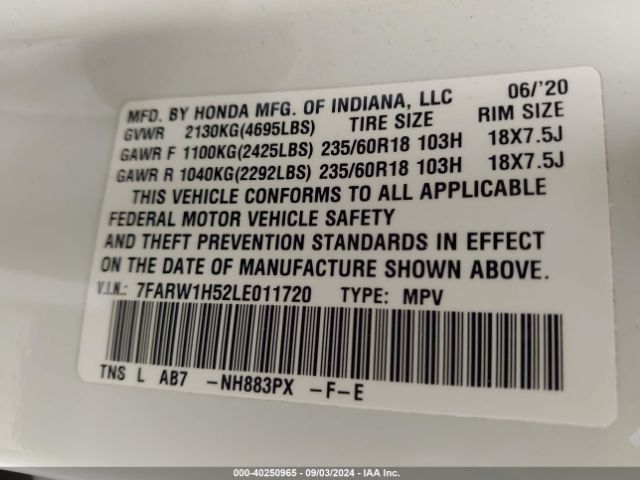 MFD. BY HONDA MFG. OF INDIANA, LLC 06/'20
GVWR 2130KG(4695LBS) TIRE SIZE RIM SIZE
GAWR F 1100KG(2425LBS) 235/60R18 103H 18X7.5J
GAWR R 1040KG(2292LBS) 235/60R18 103H 18X7.5J
THIS VEHICLE CONFORMS TO ALL APPLICABLE
FEDERAL MOTOR VEHICLE SAFETY
AND THEFT PREVENTION STANDARDS IN EFFECT
ON THE DATE OF MANUFACTURE SHOWN ABOVE.
V.I.N.: 7FARW1H52LE011720 TYPE: MPV
TNS L AB7 -NH883PX -F-E
000-40250965 - 09/03/2024 - IAA Inc.